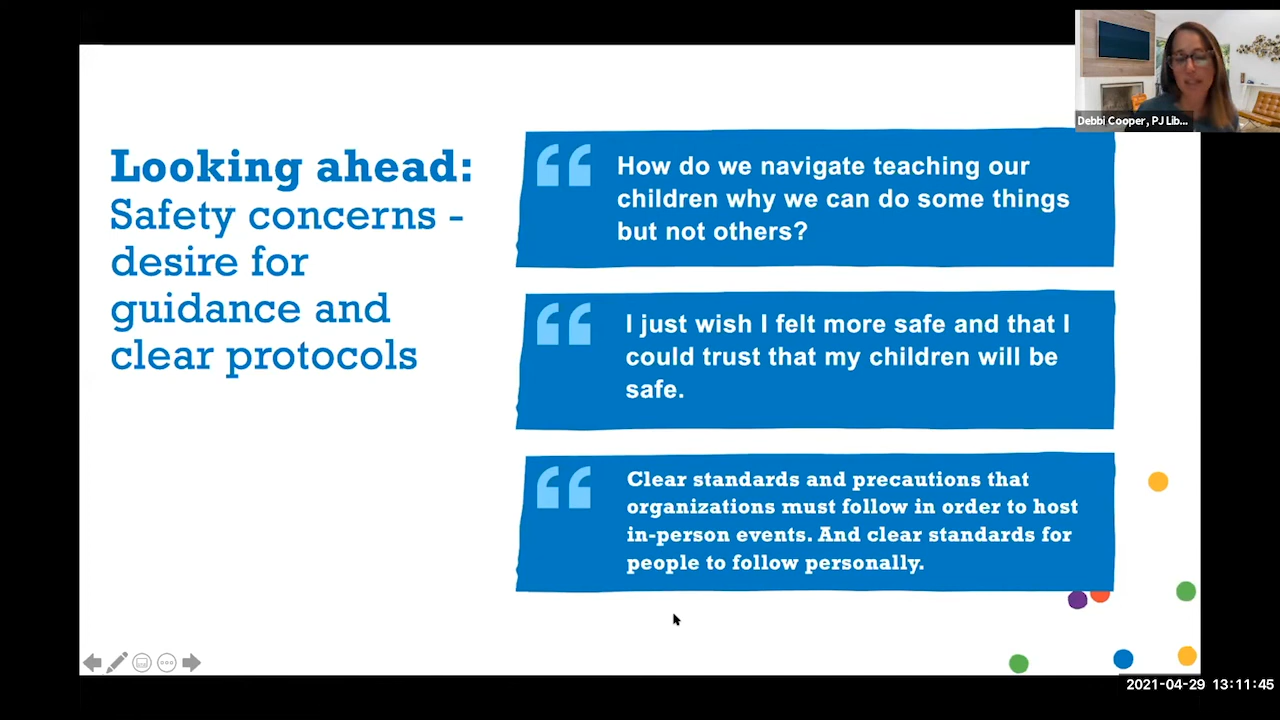 Debbi Cooper, PJ Lib...
Looking ahead:
Safety concerns -
desire for
guidance and
clear protocols
How do we navigate teaching our
children why we can do some things
but not others?
I just wish I felt more safe and that I
could trust that my children will be
safe.
Clear standards and precautions that
organizations must follow in order to host
in-person events. And clear standards for
people to follow personally.
2021-04-29 13:11:45